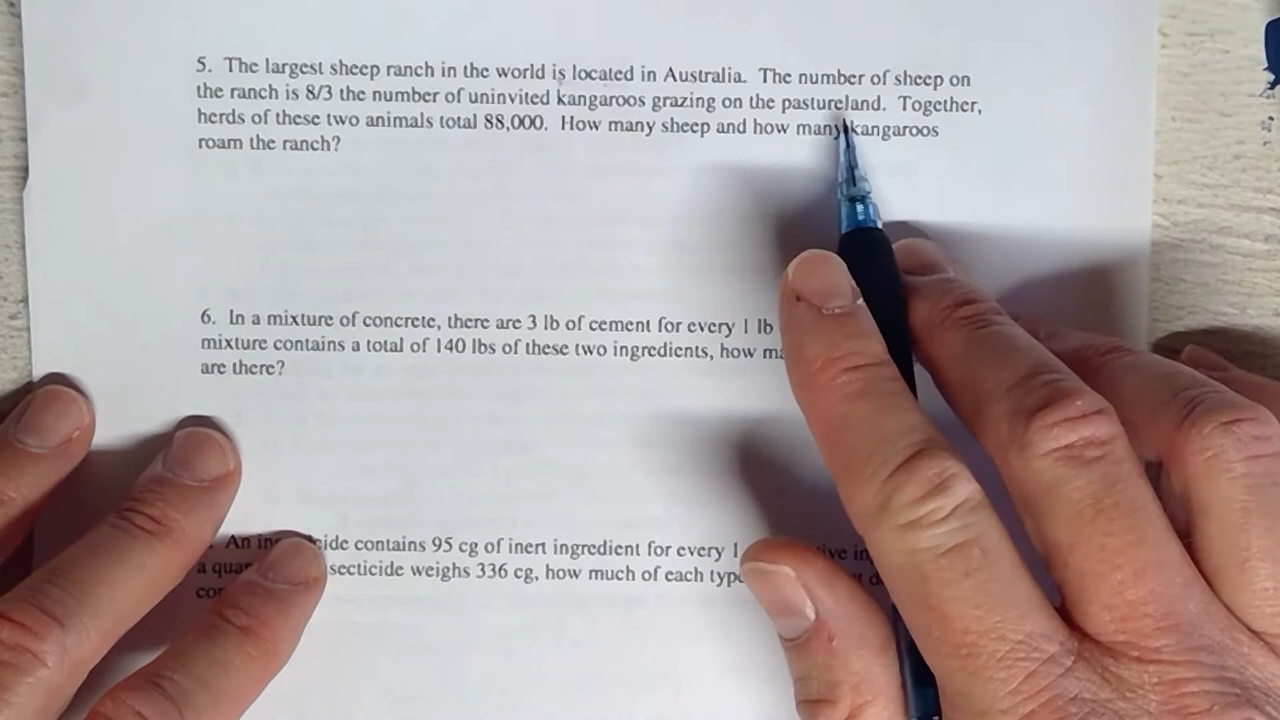 5. The largest sheep ranch in the world is located in Australia. The number of sheep on
the ranch is 8/3 the number of uninvited kangaroos grazing on the pastureland. Together,
herds of these two animals total 88,000. How many sheep and how many kangaroos
roam the ranch?
6. In a mixture of concrete, there are 3 lb of cement for every 1 lb
mixture contains a total of 140 lbs of these two ingredients, how
are there?
An contains 95 cg of inert ingredient for every 1
a weighs 336 cg, how much of each